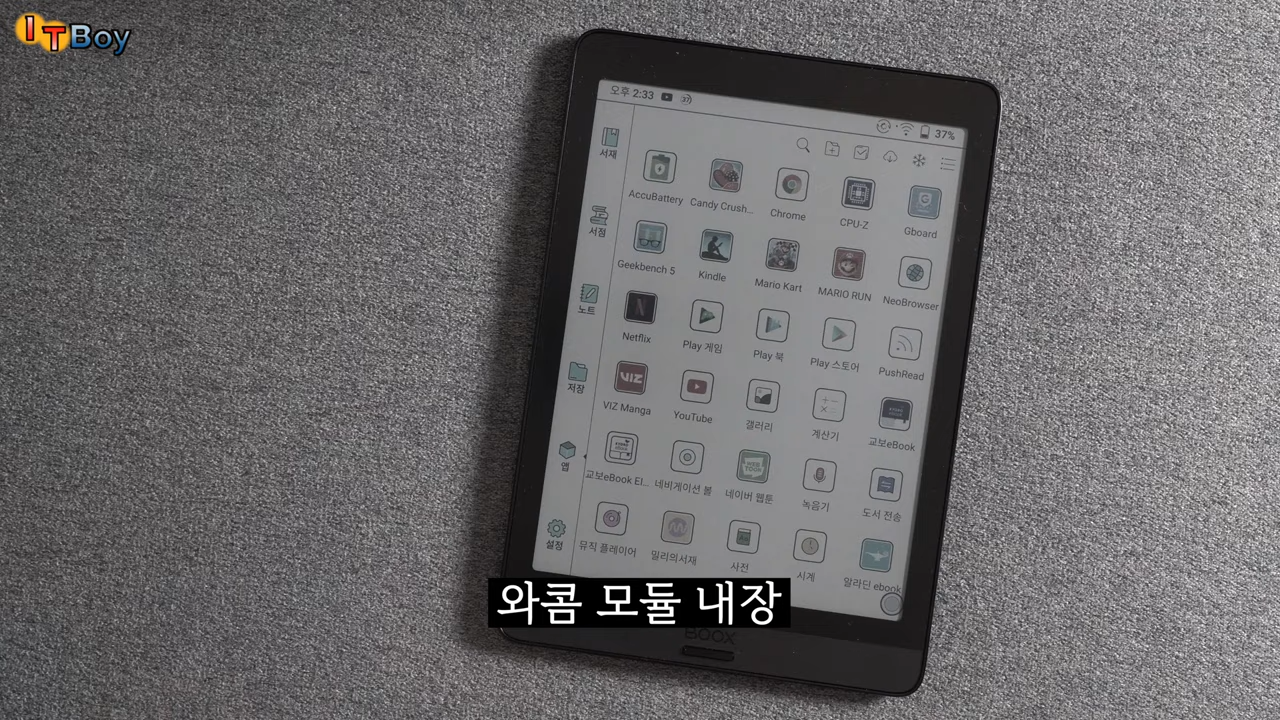 ITBoy
오후 2:33 37
37%
서재
서점
노트
저장
앱
설정
AccuBattery Candy Crush... Chrome CPU-Z Gboard
Geekbench 5 Kindle Mario Kart MARIO RUN NeoBrowser
Netflix Play 게임 Play 북 Play 스토어 PushRead
VIZ
VIZ Manga YouTube 갤러리 계산기 교보eBook
교보eBook EI... 네비게이션 볼 네이버 웹툰 녹음기 도서 전송
뮤직 플레이어 밀리의서재 사전 시계 알라딘 ebook
와콤 모듈 내장
BOOX